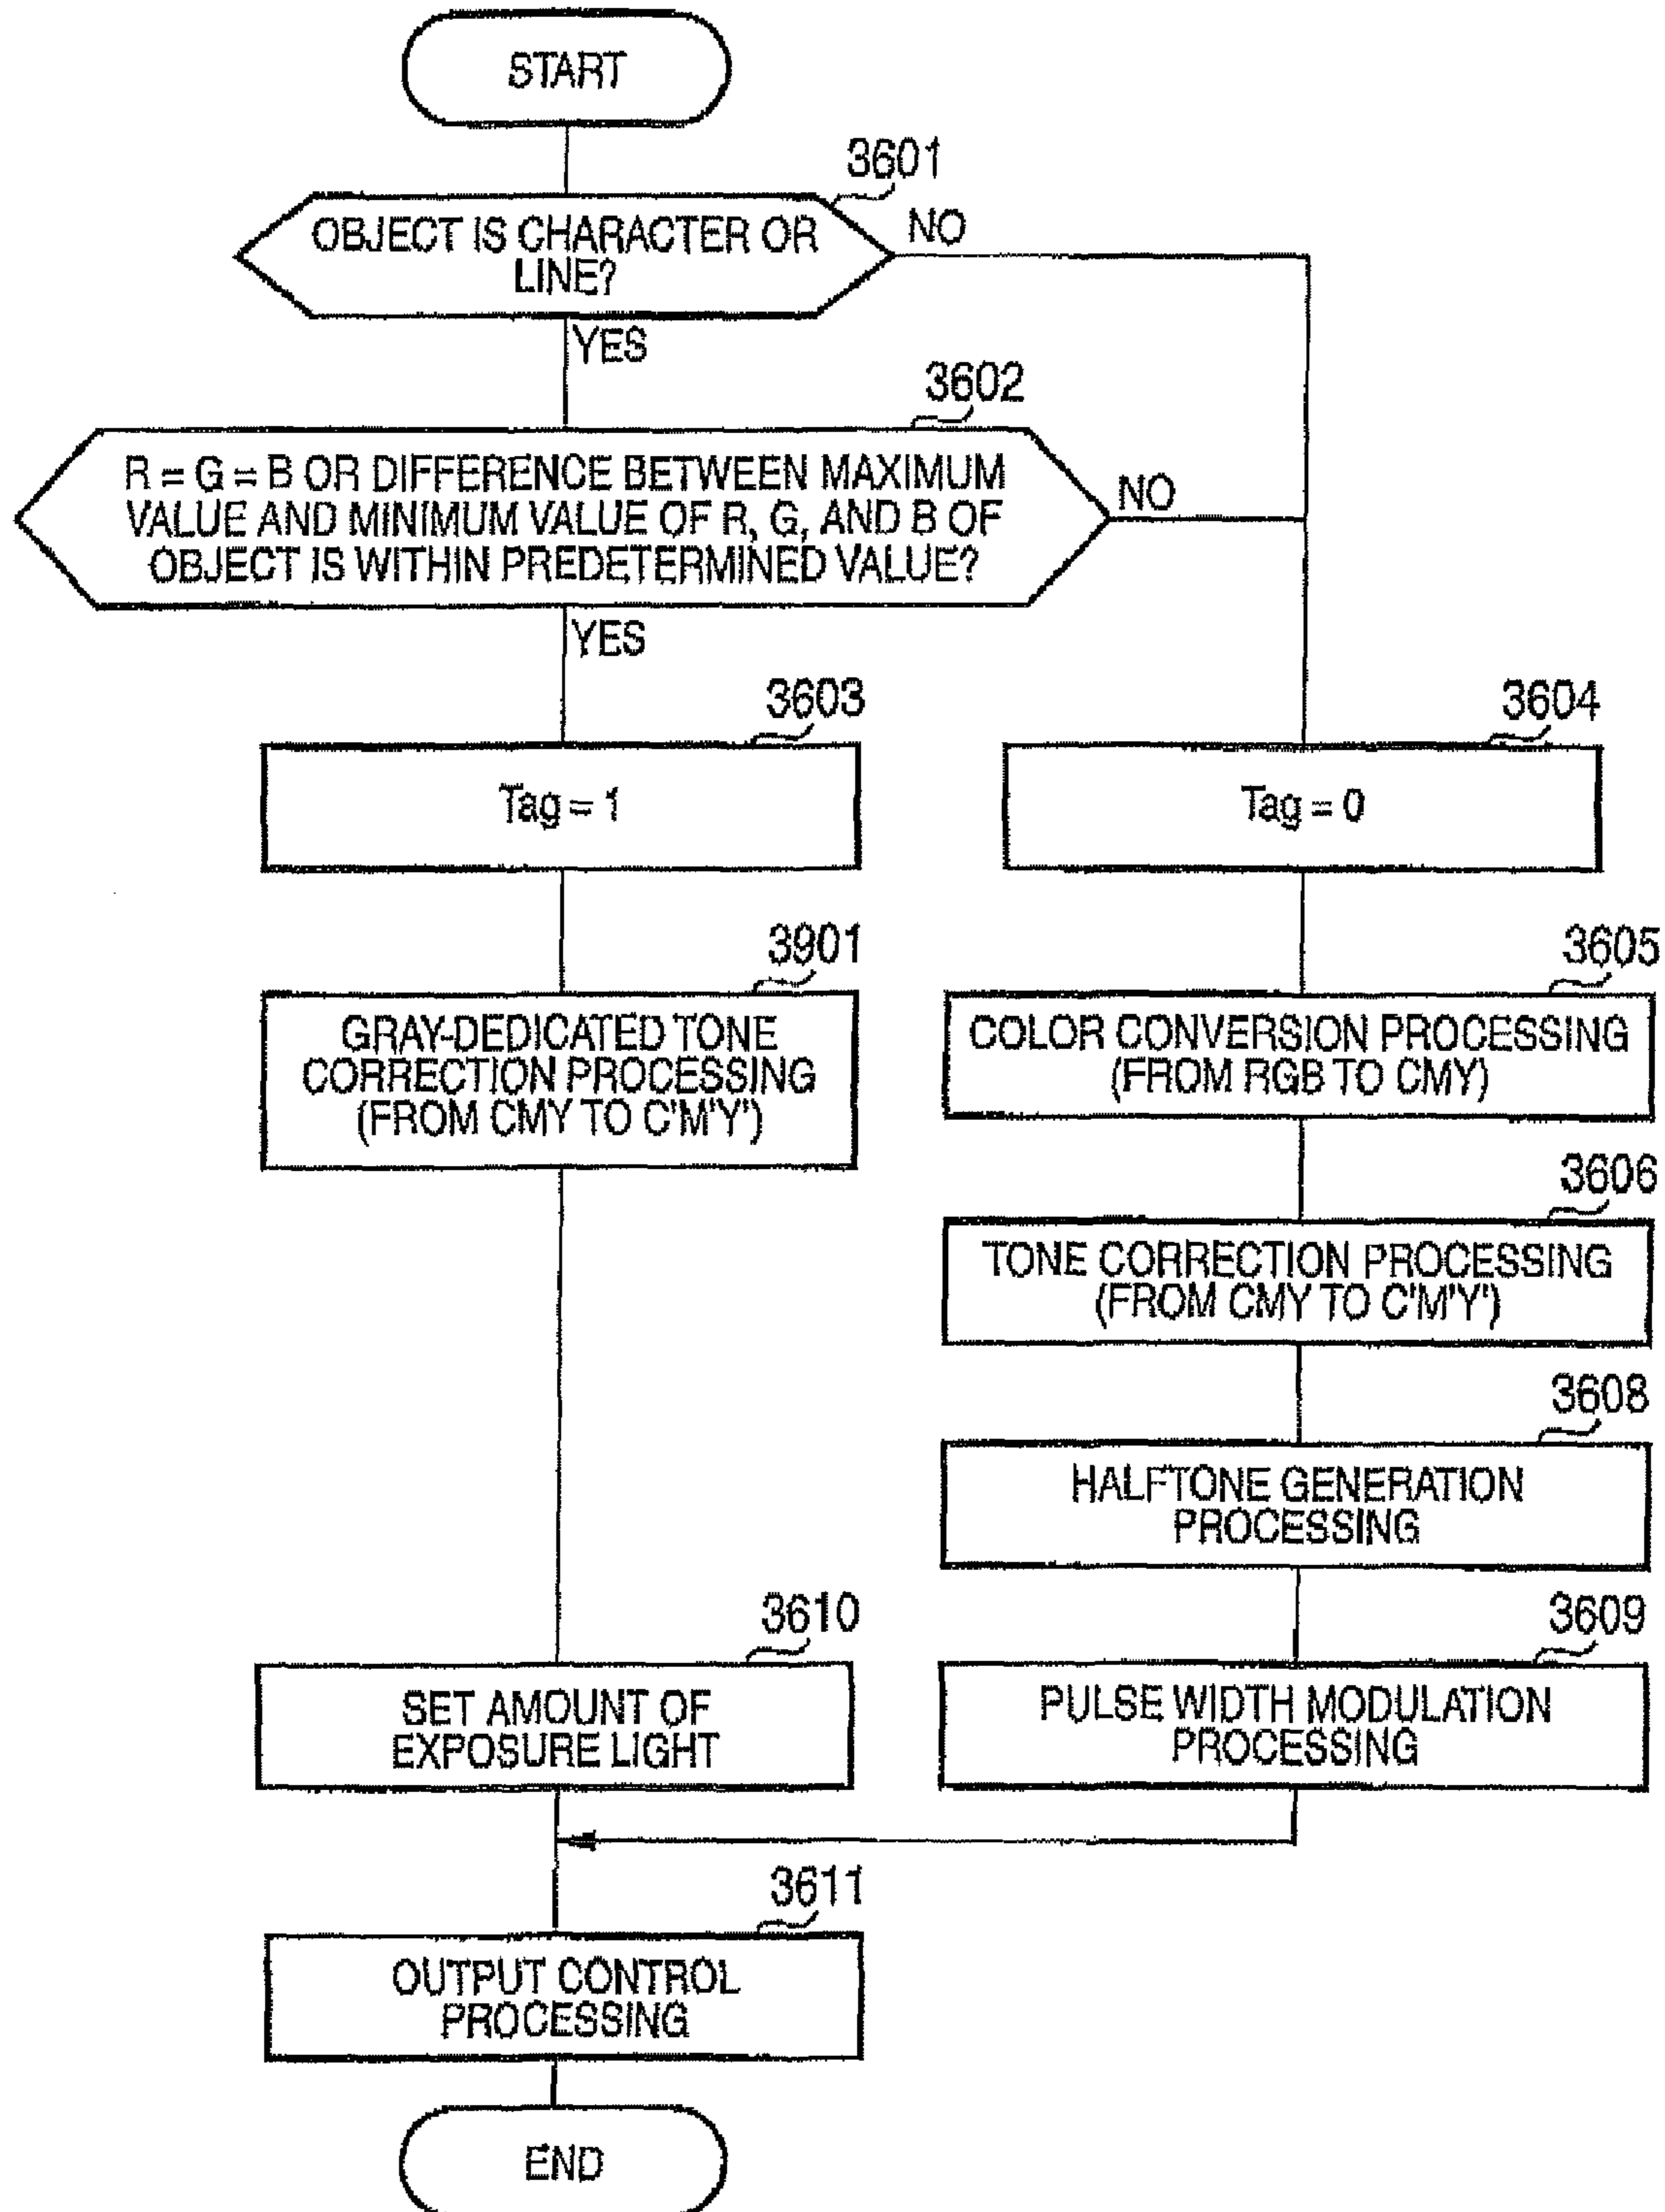 START
3601
OBJECT IS CHARACTER OR
LINE?
NO
YES
3602
R = G = B OR DIFFERENCE BETWEEN MAXIMUM
VALUE AND MINIMUM VALUE OF R, G, AND B OF
OBJECT IS WITHIN PREDETERMINED VALUE?
NO
YES
3603
Tag = 1
3604
Tag = 0
3901
GRAY-DEDICATED TONE
CORRECTION PROCESSING
(FROM CMY TO C'M'Y')
3605
COLOR CONVERSION PROCESSING
(FROM RGB TO CMY)
3606
TONE CORRECTION PROCESSING
(FROM CMY TO C'M'Y')
3608
HALFTONE GENERATION
PROCESSING
3610
SET AMOUNT OF
EXPOSURE LIGHT
3609
PULSE WIDTH MODULATION
PROCESSING
3611
OUTPUT CONTROL
PROCESSING
END